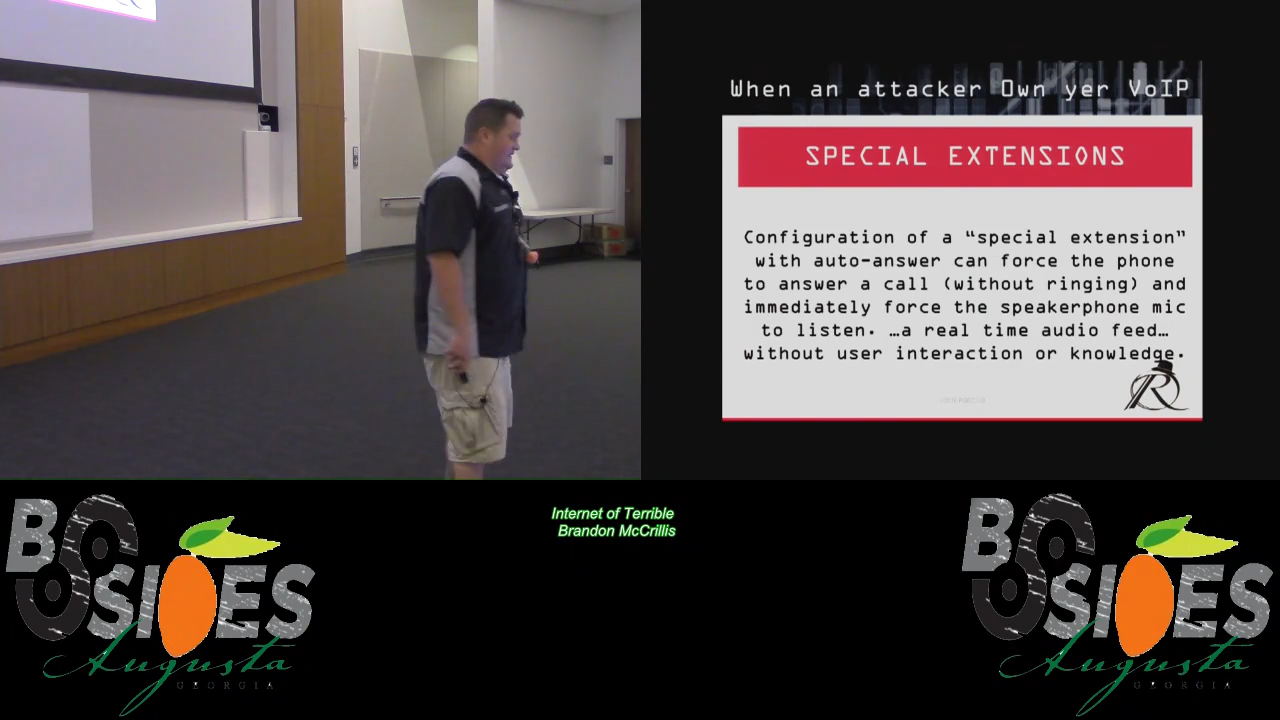 When an attacker Own yer VoIP
SPECIAL EXTENSIONS
Configuration of a “special extension”
with auto-answer can force the phone
to answer a call (without ringing) and
immediately force the speakerphone mic
to listen. …a real time audio feed…
without user interaction or knowledge.
R
Internet of Terrible
Brandon McCrillis
BSIDES
Augusta
GEORGIA
BSIDES
Augusta
GEORGIA